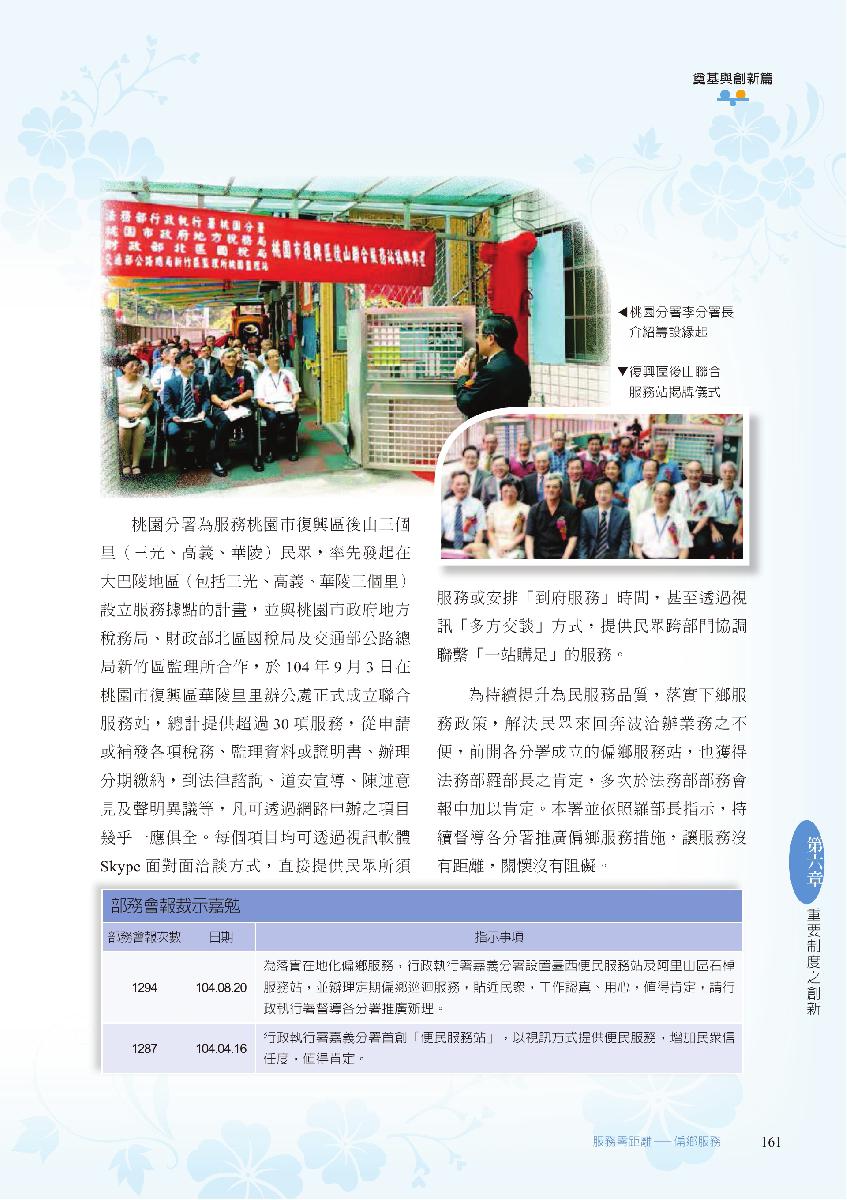 奠基與創新篇
法務部行政執行署桃園分署
桃園市政府地方稅務局
財政部北區國稅局
交通部公路總局新竹區監理所桃園監理站
桃園市復興區後山聯合服務站揭牌典禮
◀桃園分署李分署長
介紹籌設緣起
▼復興區後山聯合
服務站揭牌儀式
桃園分署為服務桃園市復興區後山三個
里（三光、高義、華陵）民眾，率先發起在
大巴陵地區（包括三光、高義、華陵三個里）
設立服務據點的計畫，並與桃園市政府地方
稅務局、財政部北區國稅局及交通部公路總
局新竹區監理所合作，於 104 年 9 月 3 日在
桃園市復興區華陵里里辦公處正式成立聯合
服務站，總計提供超過 30 項服務，從申請
或補發各項稅務、監理資料或證明書、辦理
分期繳納，到法律諮詢、道安宣導、陳述意
見及聲明異議等，凡可透過網路申辦之項目
幾乎一應俱全。每個項目均可透過視訊軟體
Skype 面對面洽談方式，直接提供民眾所須
服務或安排「到府服務」時間，甚至透過視
訊「多方交談」方式，提供民眾跨部門協調
聯繫「一站購足」的服務。
為持續提升為民服務品質，落實下鄉服
務政策，解決民眾來回奔波洽辦業務之不
便，前開各分署成立的偏鄉服務站，也獲得
法務部羅部長之肯定，多次於法務部部務會
報中加以肯定。本署並依照羅部長指示，持
續督導各分署推廣偏鄉服務措施，讓服務沒
有距離，關懷沒有阻礙。
部務會報裁示嘉勉
部務會報次數 日期 指示事項
為落實在地化偏鄉服務，行政執行署嘉義分署設置臺西便民服務站及阿里山區石棹
1294 104.08.20 服務站，並辦理定期偏鄉巡迴服務，貼近民眾，工作認真、用心，值得肯定，請行
政執行署督導各分署推廣辦理。
行政執行署嘉義分署首創「便民服務站」，以視訊方式提供便民服務，增加民眾信
1287 104.04.16 任度，值得肯定。
第六章
重要制度之創新
服務零距離——偏鄉服務 161